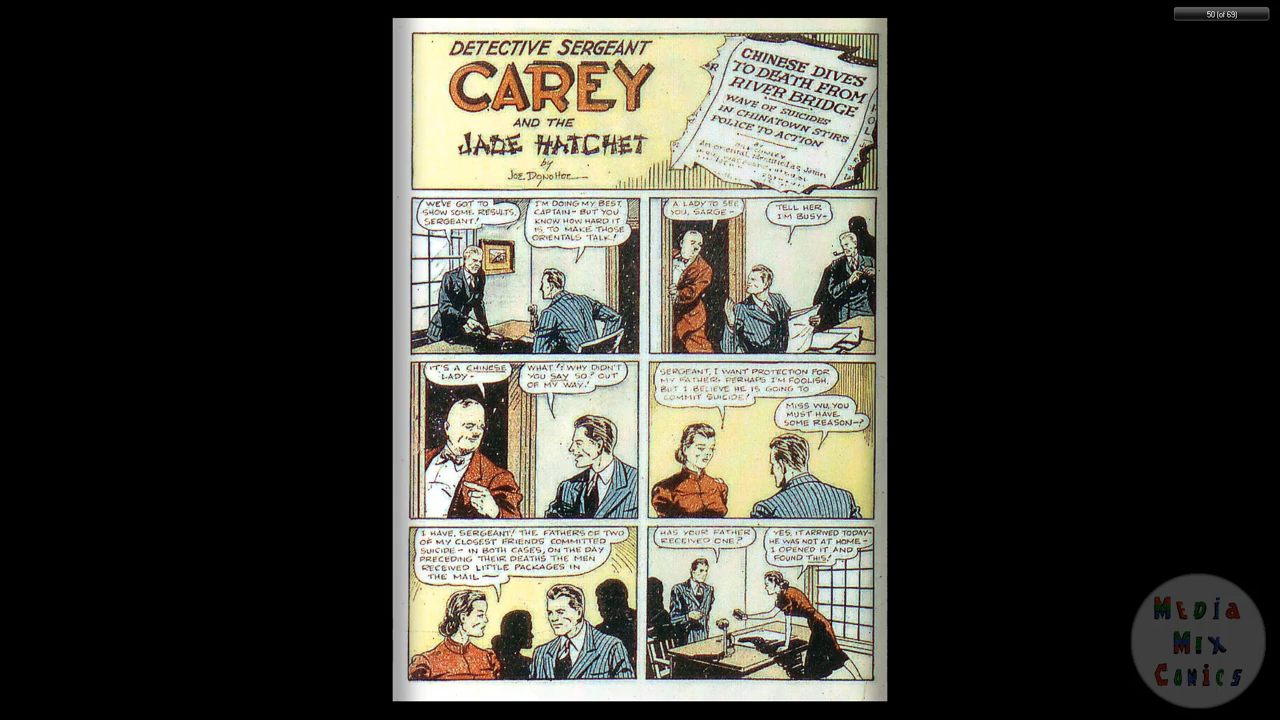 50 (of 69)
DETECTIVE SERGEANT
CAREY
AND THE
JADE HATCHET
by
JOE DONOHOE
CHINESE DIVES
TO DEATH FROM
RIVER BRIDGE
WAVE OF SUICIDES
IN CHINATOWN STIRS
POLICE TO ACTION
WE'VE GOT TO
SHOW SOME RESULTS,
SERGEANT!
I'M DOING MY BEST,
CAPTAIN - BUT YOU
KNOW HOW HARD IT
IS TO MAKE THOSE
ORIENTALS TALK!
A LADY TO SEE
YOU, SARGE -
TELL HER
I'M BUSY-
IT'S A CHINESE
LADY-
WHAT? WHY DIDN'T
YOU SAY SO? OUT
OF MY WAY!
SERGEANT, I WANT PROTECTION FOR
MY FATHER! PERHAPS I'M FOOLISH,
BUT I BELIEVE HE IS GOING TO
COMMIT SUICIDE!
MISS WU, YOU
MUST HAVE
SOME REASON-?
I HAVE, SERGEANT! THE FATHERS OF TWO
OF MY CLOSEST FRIENDS COMMITTED
SUICIDE - IN BOTH CASES, ON THE DAY
PRECEDING THEIR DEATHS THE MEN
RECEIVED LITTLE PACKAGES IN
THE MAIL —
HAS YOUR FATHER
RECEIVED ONE?
YES, IT ARRIVED TODAY-
HE WAS NOT AT HOME -
I OPENED IT AND
FOUND THIS!
MEDiA
MiX
COMiCS